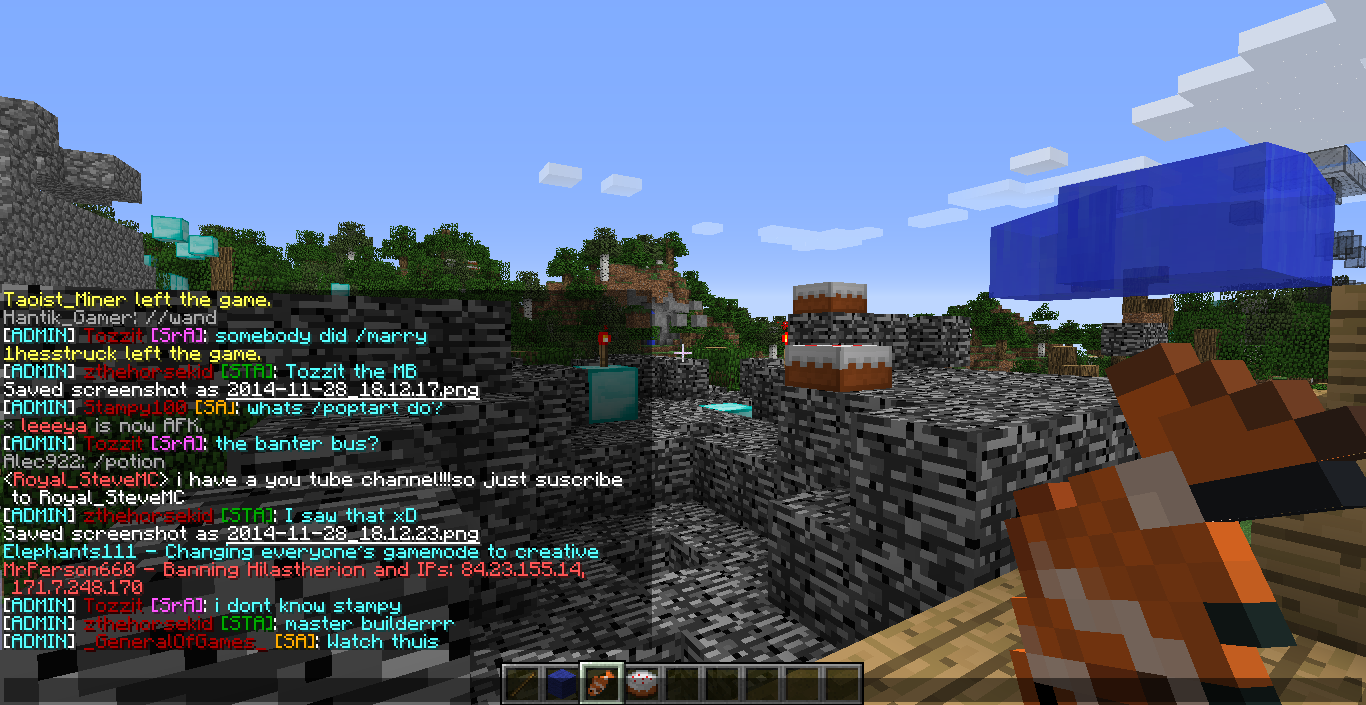 Taoist_Miner left the game.
Hantik_Gamer: //wand
[ADMIN] Tozzit [SrA]: somebody did /marry
1hesstruck left the game.
[ADMIN] zthehorsekid [STA]: Tozzit the MB
Saved screenshot as 2014-11-28_18.12.17.png
[ADMIN] Stampy100 [SA]: whats /poptart do?
* leeeya is now AFK.
[ADMIN] Tozzit [SrA]: the banter bus?
Alec922: /potion
<Royal_SteveMC> i have a you tube channel!!!so just suscribe
to Royal_SteveMC
[ADMIN] zthehorsekid [STA]: I saw that xD
Saved screenshot as 2014-11-28_18.12.23.png
Elephants111 - Changing everyone's gamemode to creative
MrPerson660 - Banning Hilastherion and IPs: 84.23.155.14,
171.7.248.170
[ADMIN] Tozzit [SrA]: i dont know stampy
[ADMIN] zthehorsekid [STA]: master builderrr
[ADMIN] _GeneralOfGames_ [SA]: Watch thuis